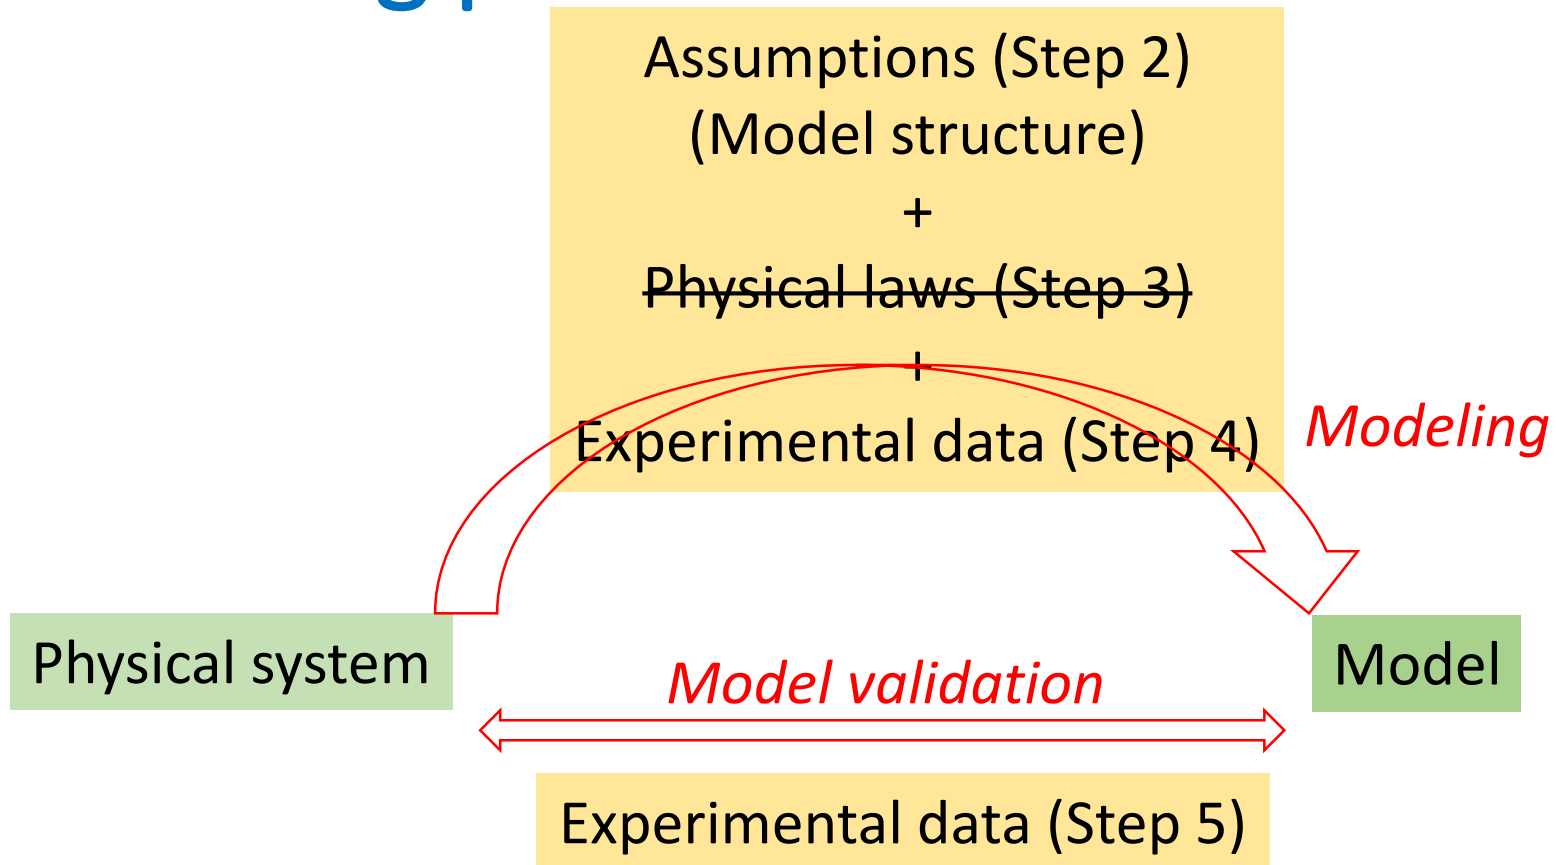 Assumptions (Step 2)
(Model structure)
+
Physical laws (Step 3)
+
Experimental data (Step 4)
Modeling
Physical system
Model validation
Model
Experimental data (Step 5)